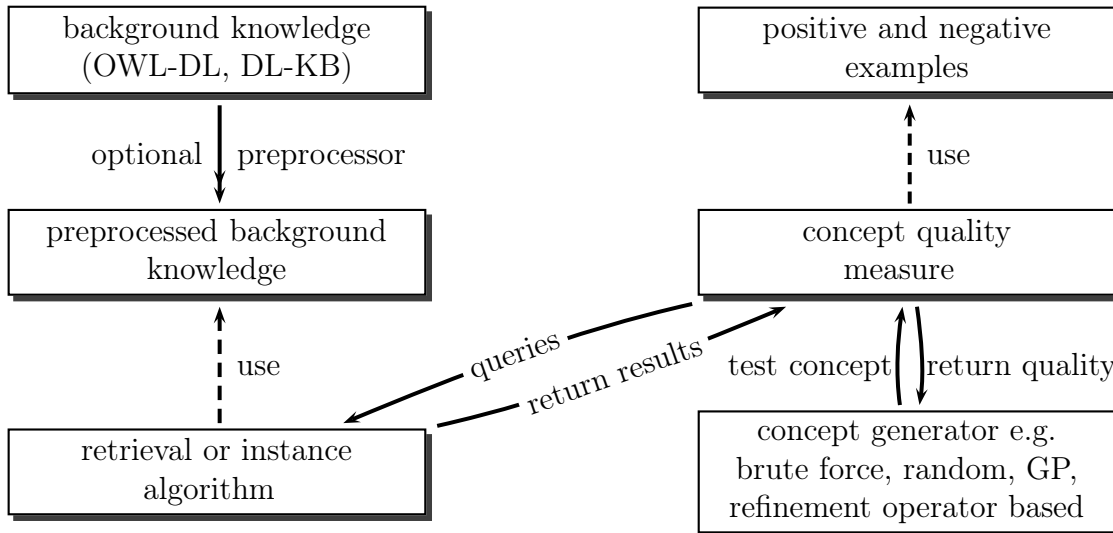 background knowledge
(OWL-DL, DL-KB)
positive and negative
examples
optional
preprocessor
use
preprocessed background
knowledge
concept quality
measure
use
queries
return results
test concept
return quality
retrieval or instance
algorithm
concept generator e.g.
brute force, random, GP,
refinement operator based